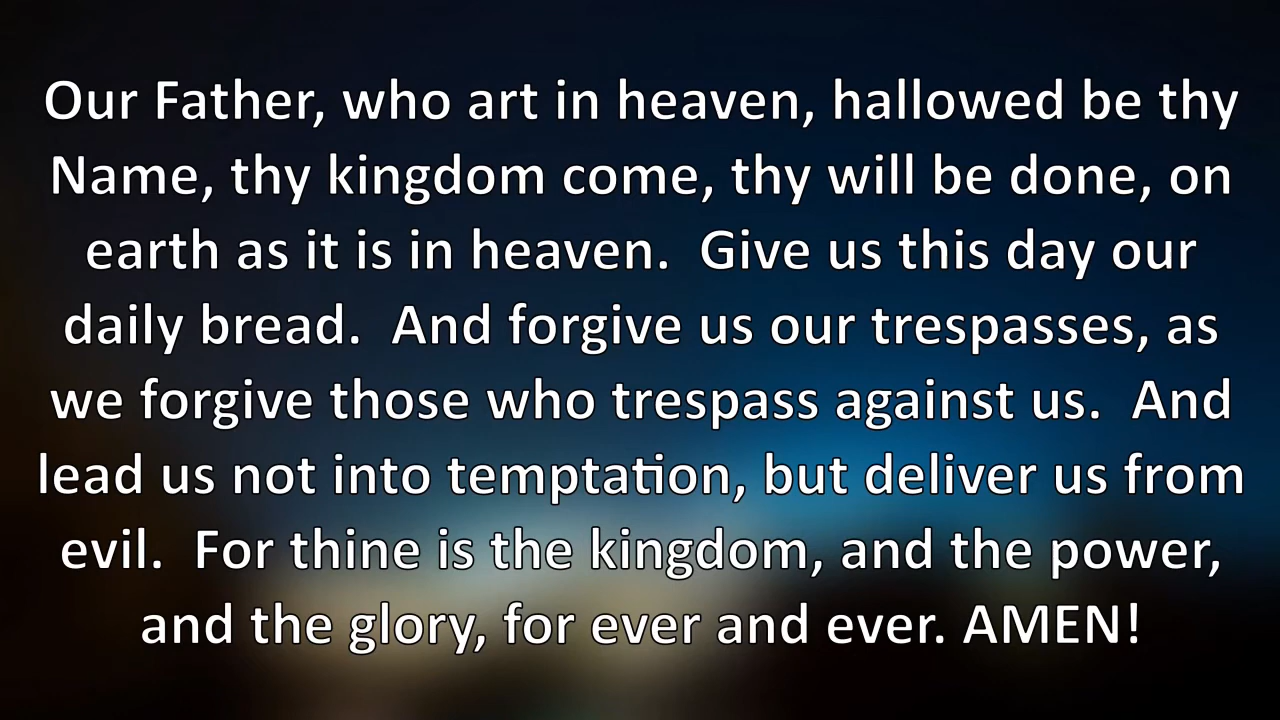 Our Father, who art in heaven, hallowed be thy
Name, thy kingdom come, thy will be done, on
earth as it is in heaven.  Give us this day our
daily bread.  And forgive us our trespasses, as
we forgive those who trespass against us.  And
lead us not into temptation, but deliver us from
evil.  For thine is the kingdom, and the power,
and the glory, for ever and ever. AMEN!